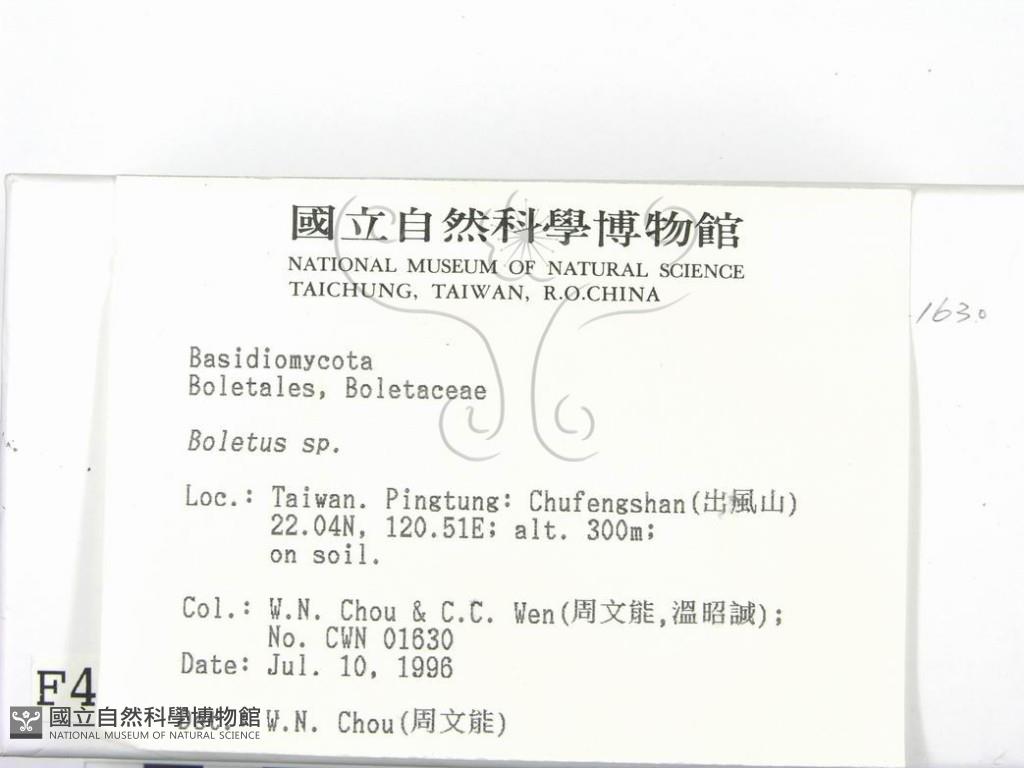 國立自然科學博物館
NATIONAL MUSEUM OF NATURAL SCIENCE
TAICHUNG, TAIWAN, R.O.CHINA
1630
Basidiomycota
Boletales, Boletaceae
Boletus sp.
Loc.: Taiwan. Pingtung: Chufengshan(出風山)
22.04N, 120.51E; alt. 300m;
on soil.
Col.: W.N. Chou & C.C. Wen(周文能,溫昭誠);
No. CWN 01630
Date: Jul. 10, 1996
F4
W.N. Chou(周文能)
國立自然科學博物館
NATIONAL MUSEUM OF NATURAL SCIENCE